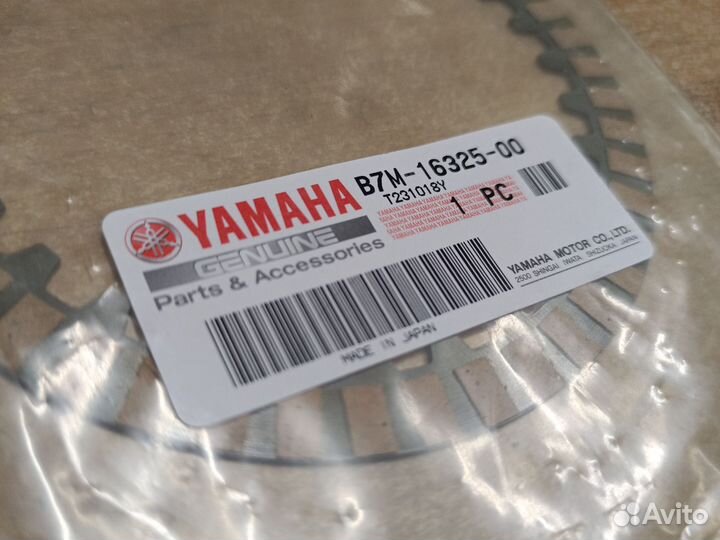 YAMAHA B7M-16325-00
T231018Y
GENUINE
1 PC
Parts & Accessories
YAMAHA MOTOR CO., LTD.
2500 SHINGAI IWATA SHIZUOKA, JAPAN
MADE IN JAPAN
Avito